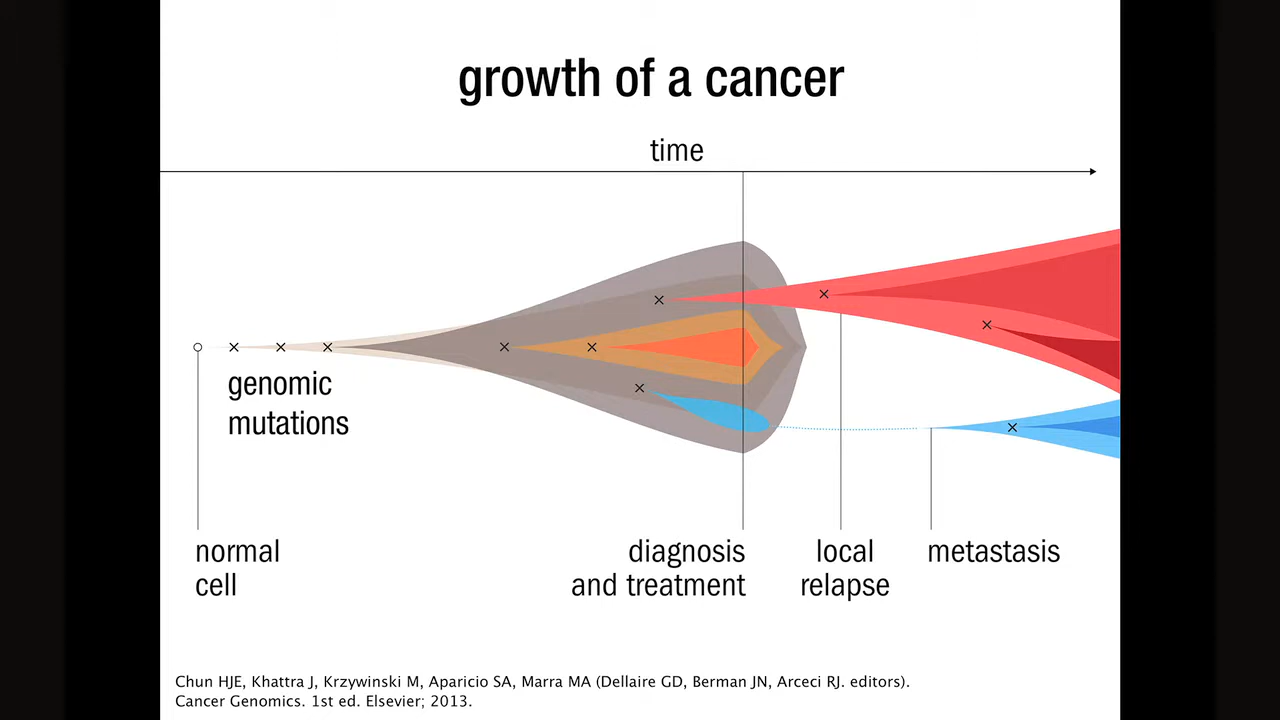 growth of a cancer
time
genomic
mutations
normal
cell
diagnosis
and treatment
local
relapse
metastasis
Chun HJE, Khattra J, Krzywinski M, Aparicio SA, Marra MA (Dellaire GD, Berman JN, Arceci RJ. editors).
Cancer Genomics. 1st ed. Elsevier; 2013.